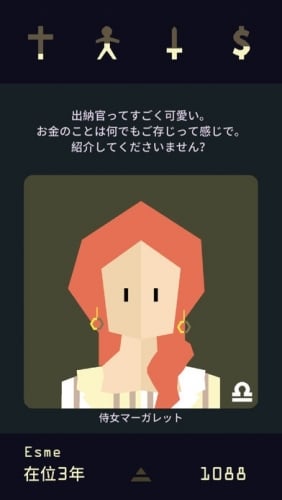 出納官ってすごく可愛い。
お金のことは何でもご存じって感じで。
紹介してくださいません?
侍女マーガレット
Esme
在位3年
1088